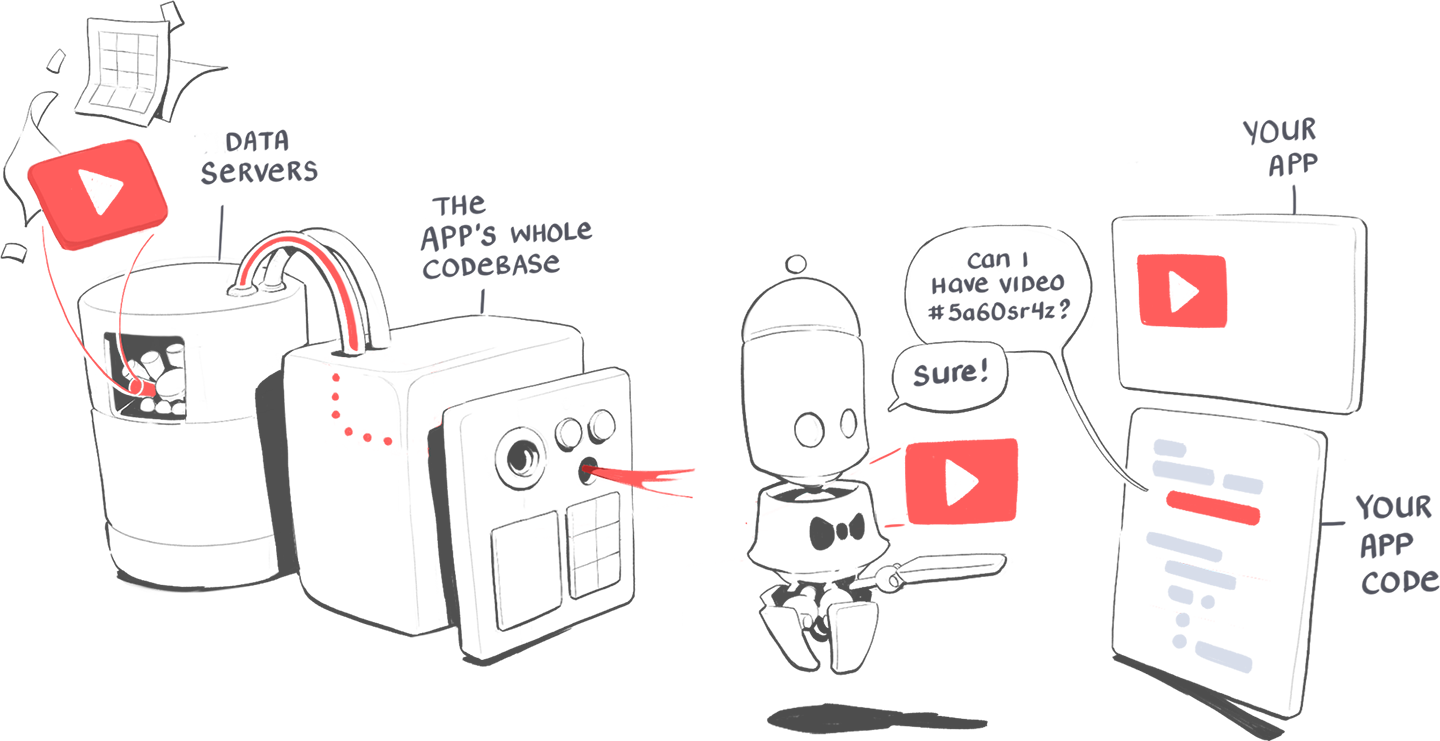 DATA
SERVERS
THE
APP'S WHOLE
CODEBASE
CAN I
HAVE VIDEO
#5a60sr4z?
Sure!
YOUR
APP
YOUR
APP
CODE